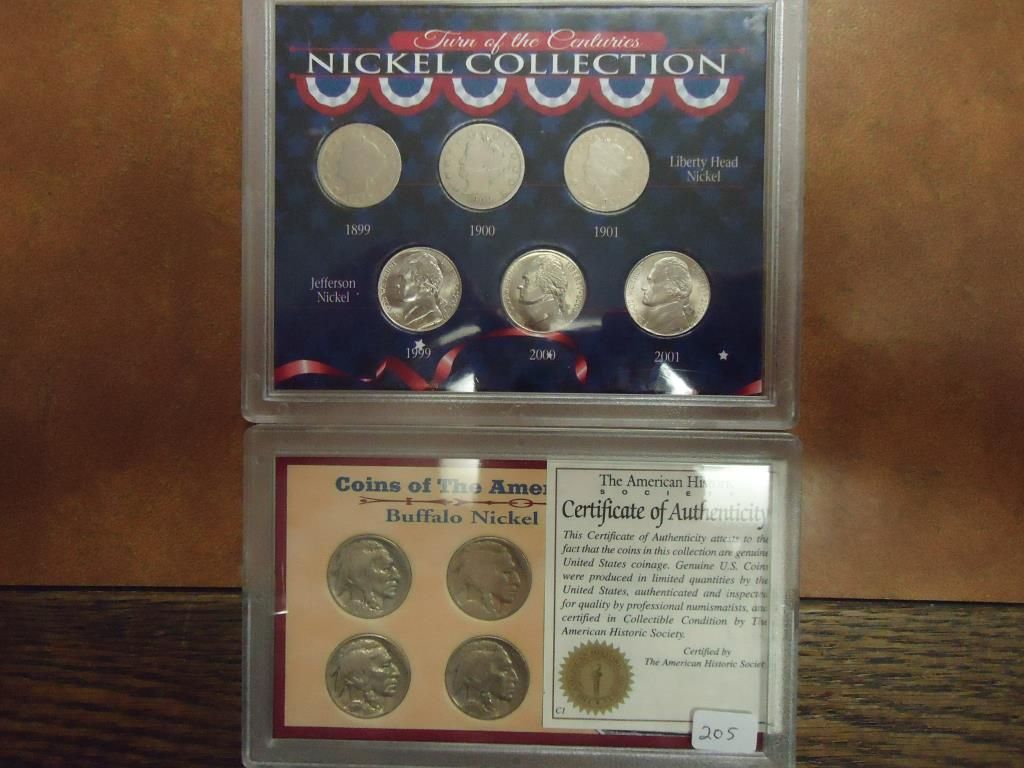 Turn of the Centuries
NICKEL COLLECTION
Liberty Head
Nickel
1899
1900
1901
Jefferson
Nickel
1999
2000
2001
Coins of The Amer
Buffalo Nickel
The American Historic
SOCIETY
Certificate of Authenticity
This Certificate of Authenticity attests to the
fact that the coins in this collection are genuine
United States coinage. Genuine U.S. Coins
were produced in limited quantities by the
United States, authenticated and inspected
for quality by professional numismatists, and
certified in Collectible Condition by The
American Historic Society.
Certified by
The American Historic Societ
C1
205